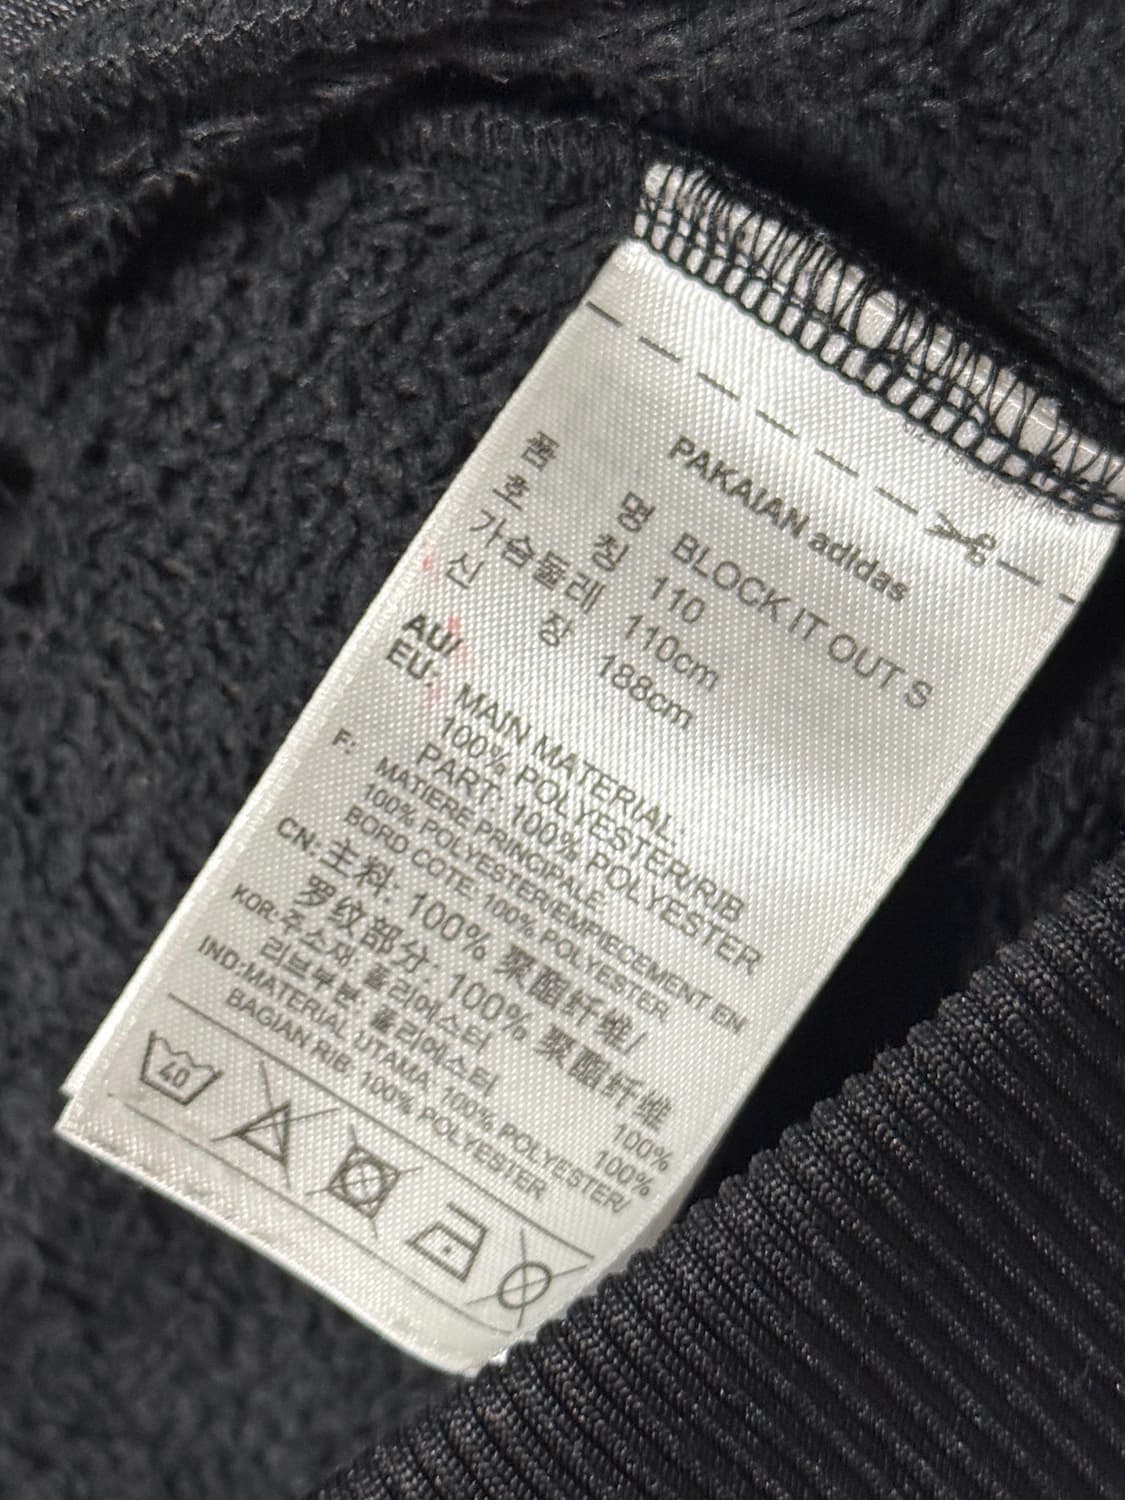 PAKAIAN adidas
품 명 BLOCK IT OUT S
호 칭 110
가슴둘레 110cm
신 장 188cm
AU/
EU: MAIN MATERIAL:
100% POLYESTER/RIB
PART: 100% POLYESTER
F: MATIERE PRINCIPALE:
100% POLYESTER/EMPIECEMENT EN
BORD COTE: 100% POLYESTER
CN: 主料: 100% 聚酯纤维/
罗纹部分: 100% 聚酯纤维
KOR: 주소재: 폴리에스터 100%
리브부분: 폴리에스터 100%
IND: MATERIAL UTAMA: 100% POLYESTER/
BAGIAN RIB: 100% POLYESTER
40